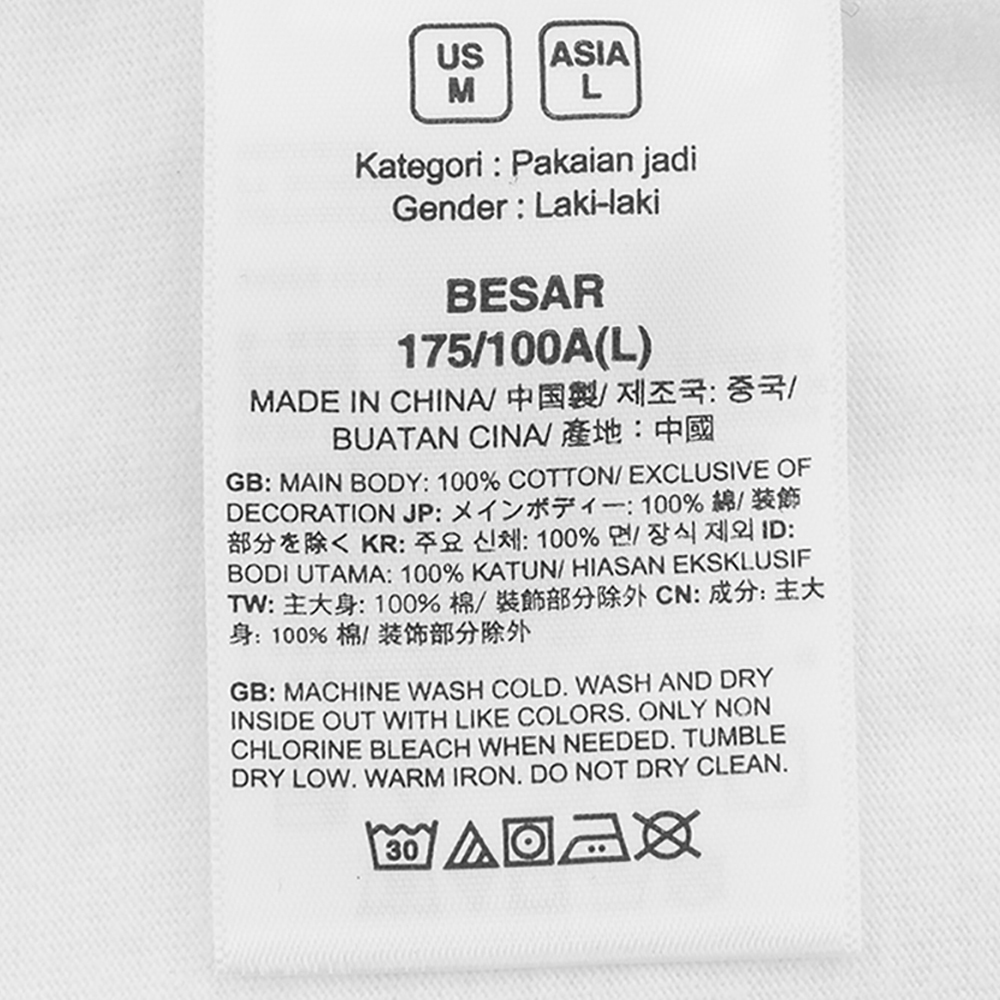 US
M
ASIA
L
Kategori : Pakaian jadi
Gender : Laki-laki
BESAR
175/100A(L)
MADE IN CHINA/ 中国製/ 제조국: 중국/
BUATAN CINA/ 產地：中國
GB: MAIN BODY: 100% COTTON/ EXCLUSIVE OF
DECORATION JP: メインボディー: 100% 綿/ 装飾
部分を除く KR: 주요 신체: 100% 면/ 장식 제외 ID:
BODI UTAMA: 100% KATUN/ HIASAN EKSKLUSIF
TW: 主大身: 100% 棉/ 裝飾部分除外 CN: 成分: 主大
身: 100% 棉/ 装饰部分除外
GB: MACHINE WASH COLD. WASH AND DRY
INSIDE OUT WITH LIKE COLORS. ONLY NON
CHLORINE BLEACH WHEN NEEDED. TUMBLE
DRY LOW. WARM IRON. DO NOT DRY CLEAN.
30